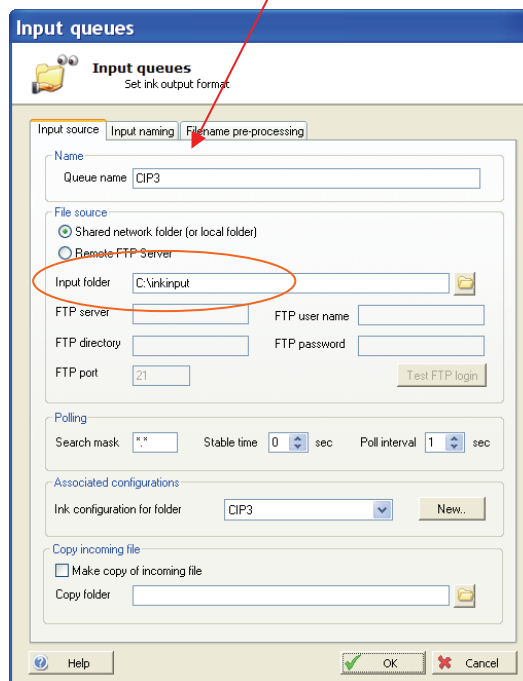 Input queues
Input queues
Set ink output format
Input source Input naming Filename pre-processing
Name
Queue name CIP3
File source
Shared network folder (or local folder)
Remote FTP Server
Input folder C:\inkinput
FTP server FTP user name
FTP directory FTP password
FTP port 21 Test FTP login
Polling
Search mask *.* Stable time 0 sec Poll interval 1 sec
Associated configurations
Ink configuration for folder CIP3 New..
Copy incoming file
Make copy of incoming file
Copy folder
Help OK Cancel